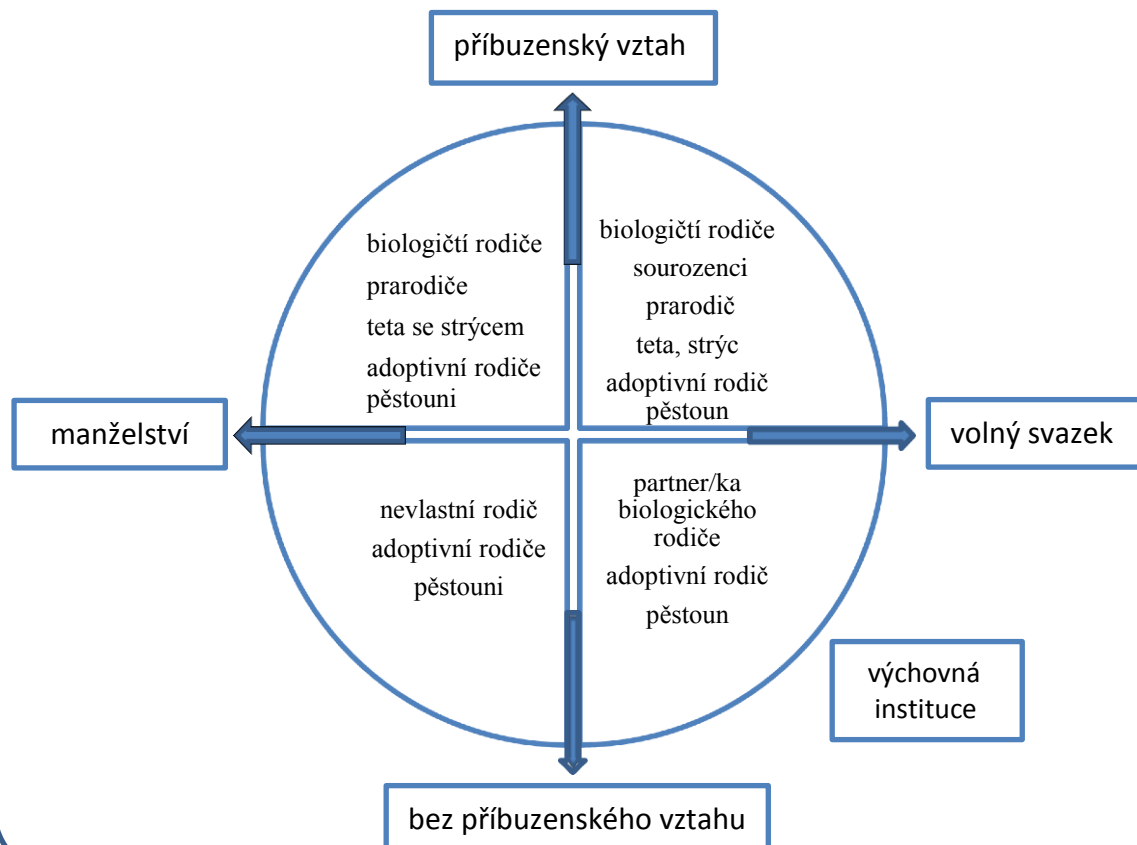 příbuzenský vztah
biologičtí rodiče
prarodiče
teta se strýcem
adoptivní rodiče
pěstouni
biologičtí rodiče
sourozenci
prarodič
teta, strýc
adoptivní rodič
pěstoun
manželství
volný svazek
nevlastní rodič
adoptivní rodiče
pěstouni
partner/ka
biologického
rodiče
adoptivní rodič
pěstoun
výchovná
instituce
bez příbuzenského vztahu